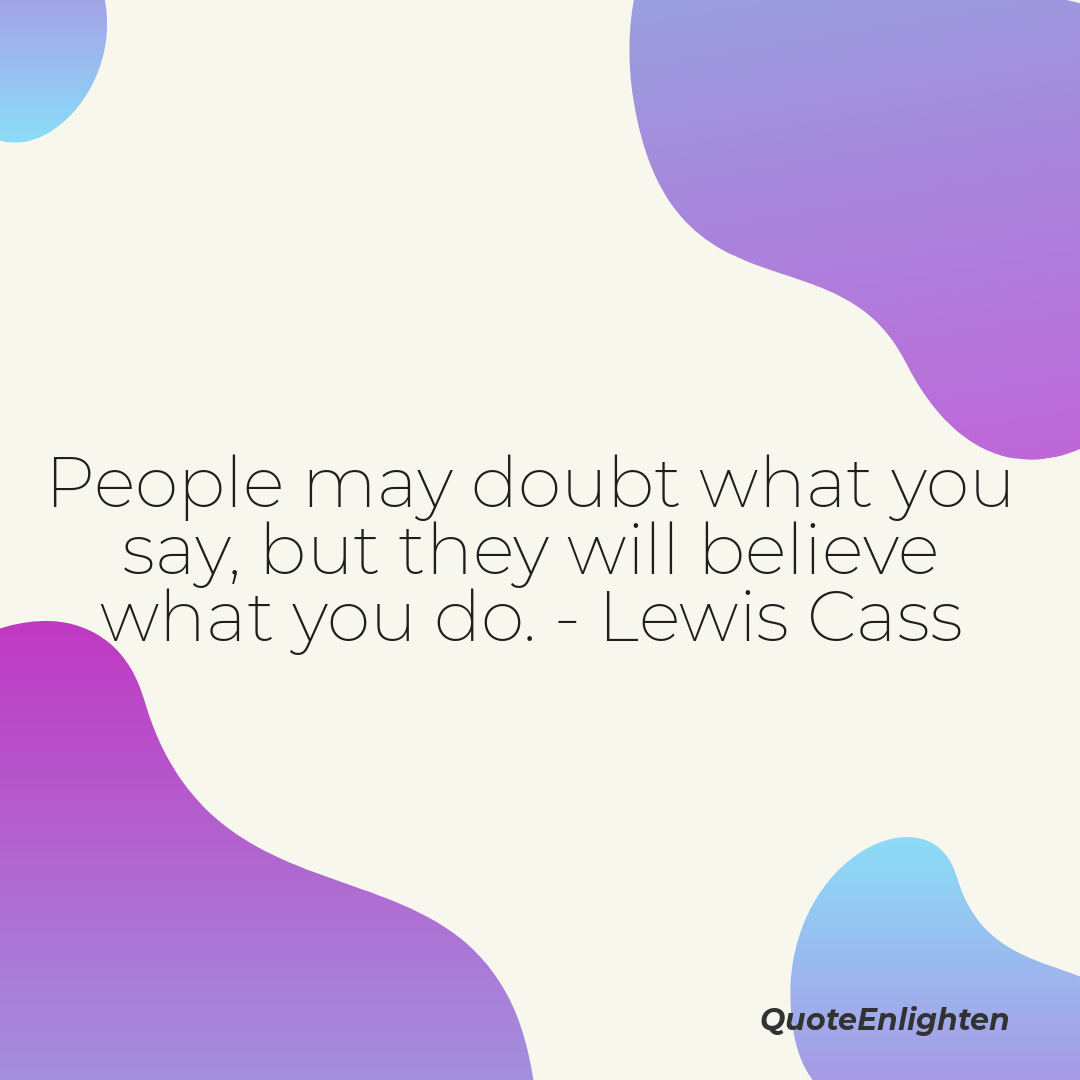 People may doubt what you
say, but they will believe
what you do. - Lewis Cass
QuoteEnlighten